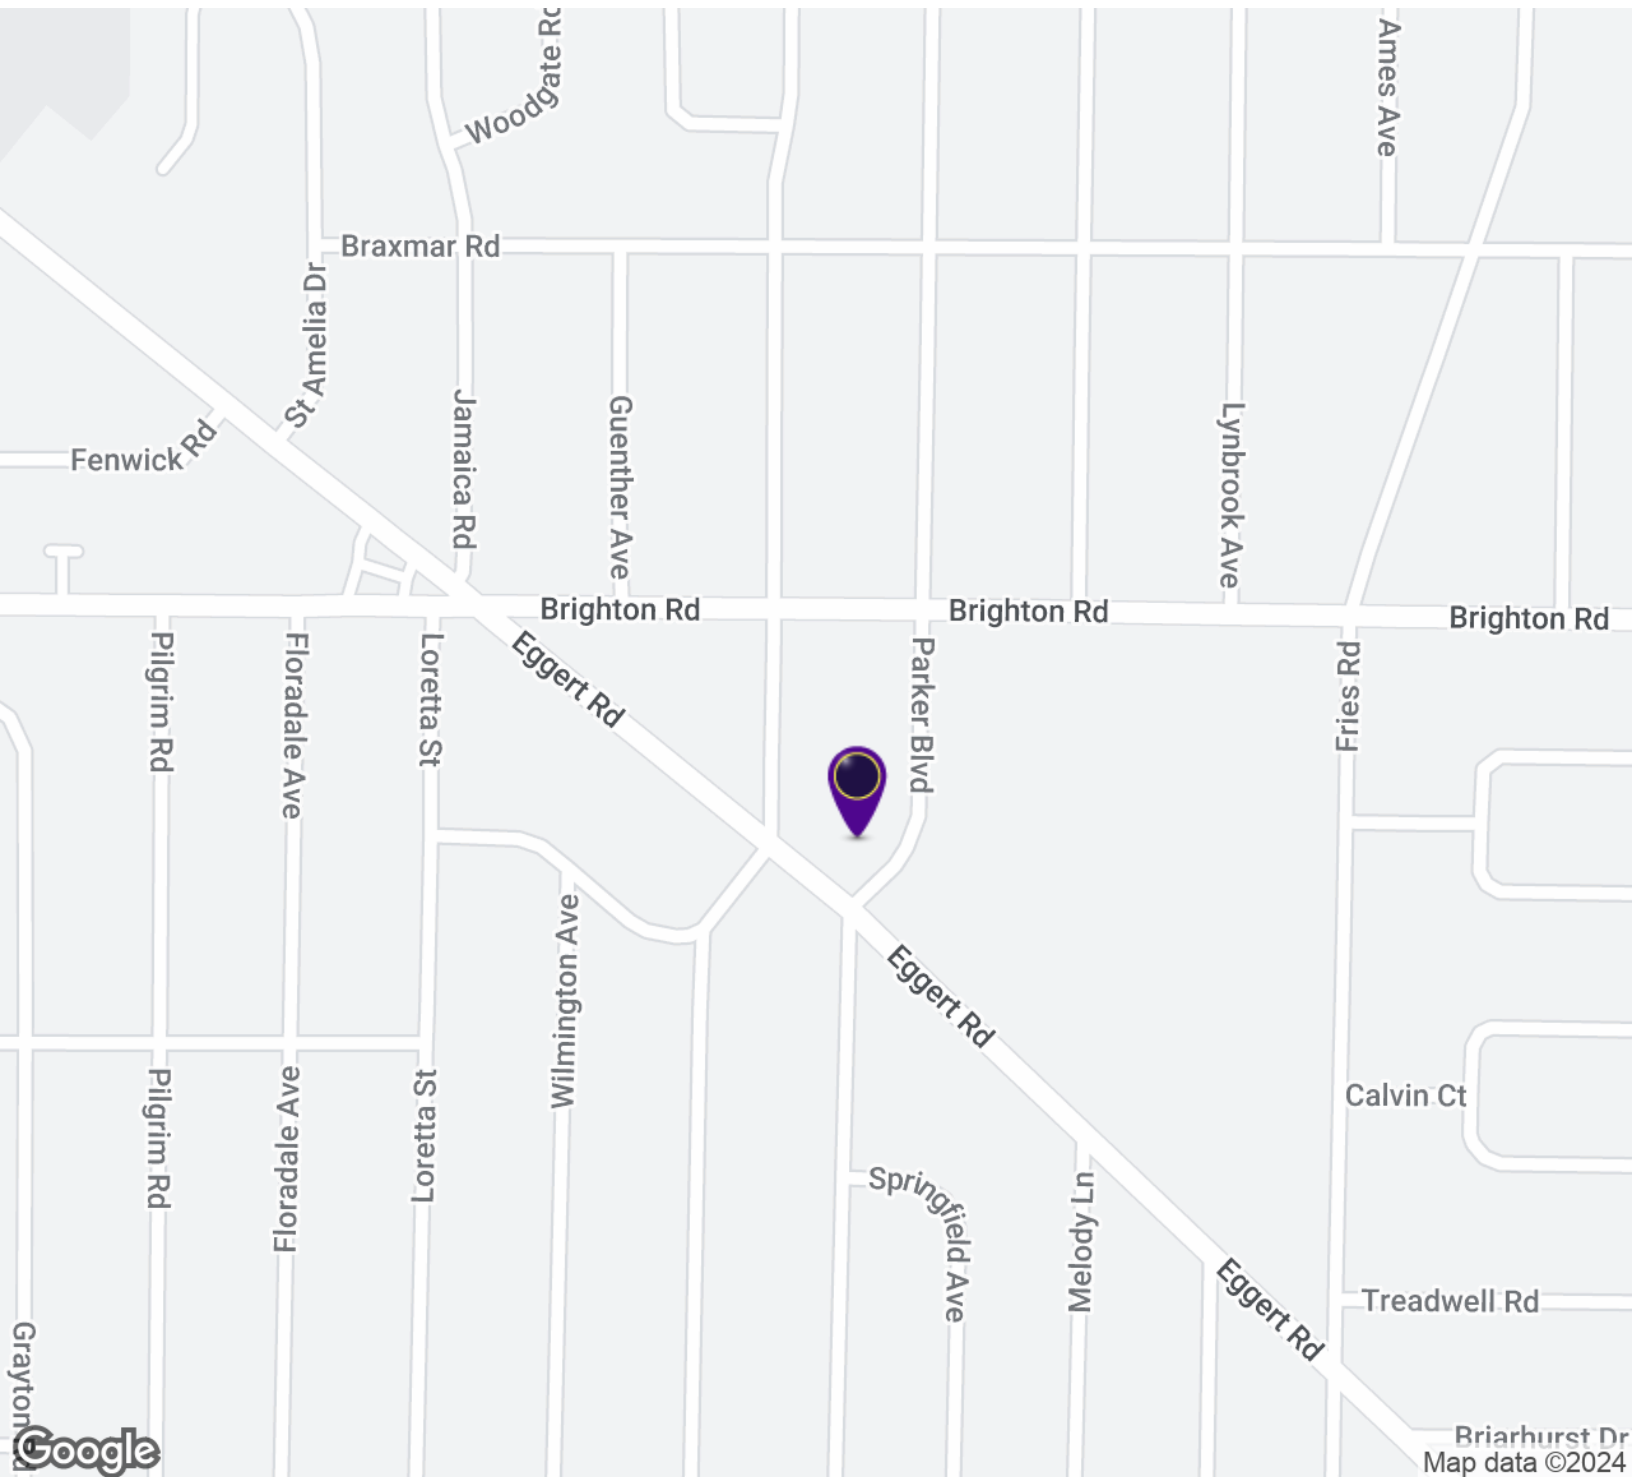 Woodgate Rd
Ames Ave
Braxmar Rd
St Amelia Dr
Jamaica Rd
Guenther Ave
Lynbrook Ave
Fenwick Rd
Brighton Rd
Brighton Rd
Brighton Rd
Pilgrim Rd
Floradale Ave
Loretta St
Eggert Rd
Parker Blvd
Fries Rd
Wilmington Ave
Eggert Rd
Pilgrim Rd
Floradale Ave
Loretta St
Calvin Ct
Springfield Ave
Melody Ln
Eggert Rd
Treadwell Rd
Grayton Rd
Briarhurst Dr
Google
Map data ©2024